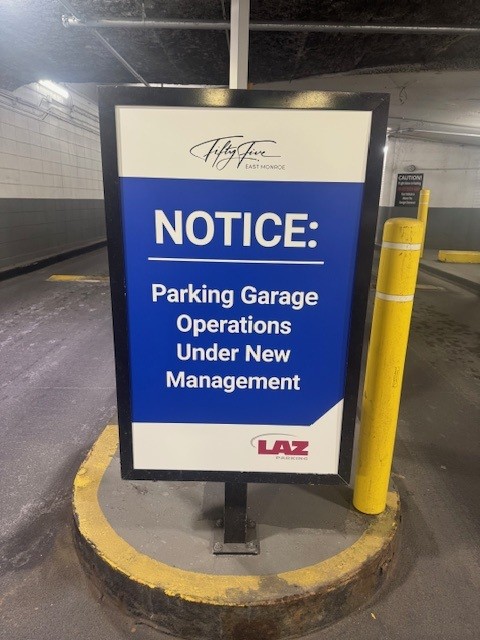 Fifty Five
EAST MONROE
NOTICE:
Parking Garage
Operations
Under New
Management
LAZ
PARKING
CAUTION!